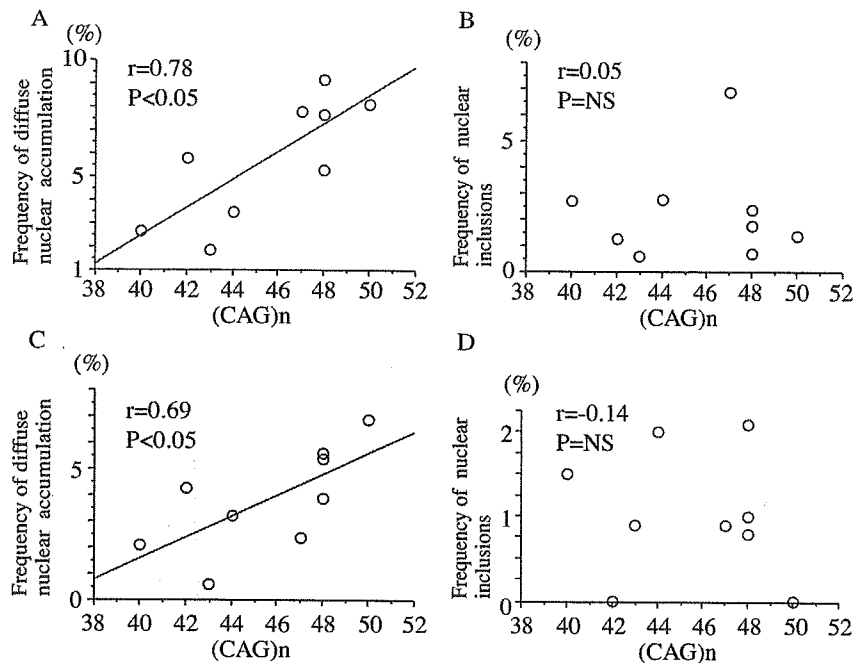 A
(%)
Frequency of diffuse
nuclear accumulation
10
5
1
r=0.78
P<0.05
38 40 42 44 46 48 50 52
(CAG)n
B
(%)
Frequency of nuclear
inclusions
5
0
r=0.05
P=NS
38 40 42 44 46 48 50 52
(CAG)n
C
(%)
Frequency of diffuse
nuclear accumulation
5
0
r=0.69
P<0.05
38 40 42 44 46 48 50 52
(CAG)n
D
(%)
Frequency of nuclear
inclusions
2
1
0
r=-0.14
P=NS
38 40 42 44 46 48 50 52
(CAG)n